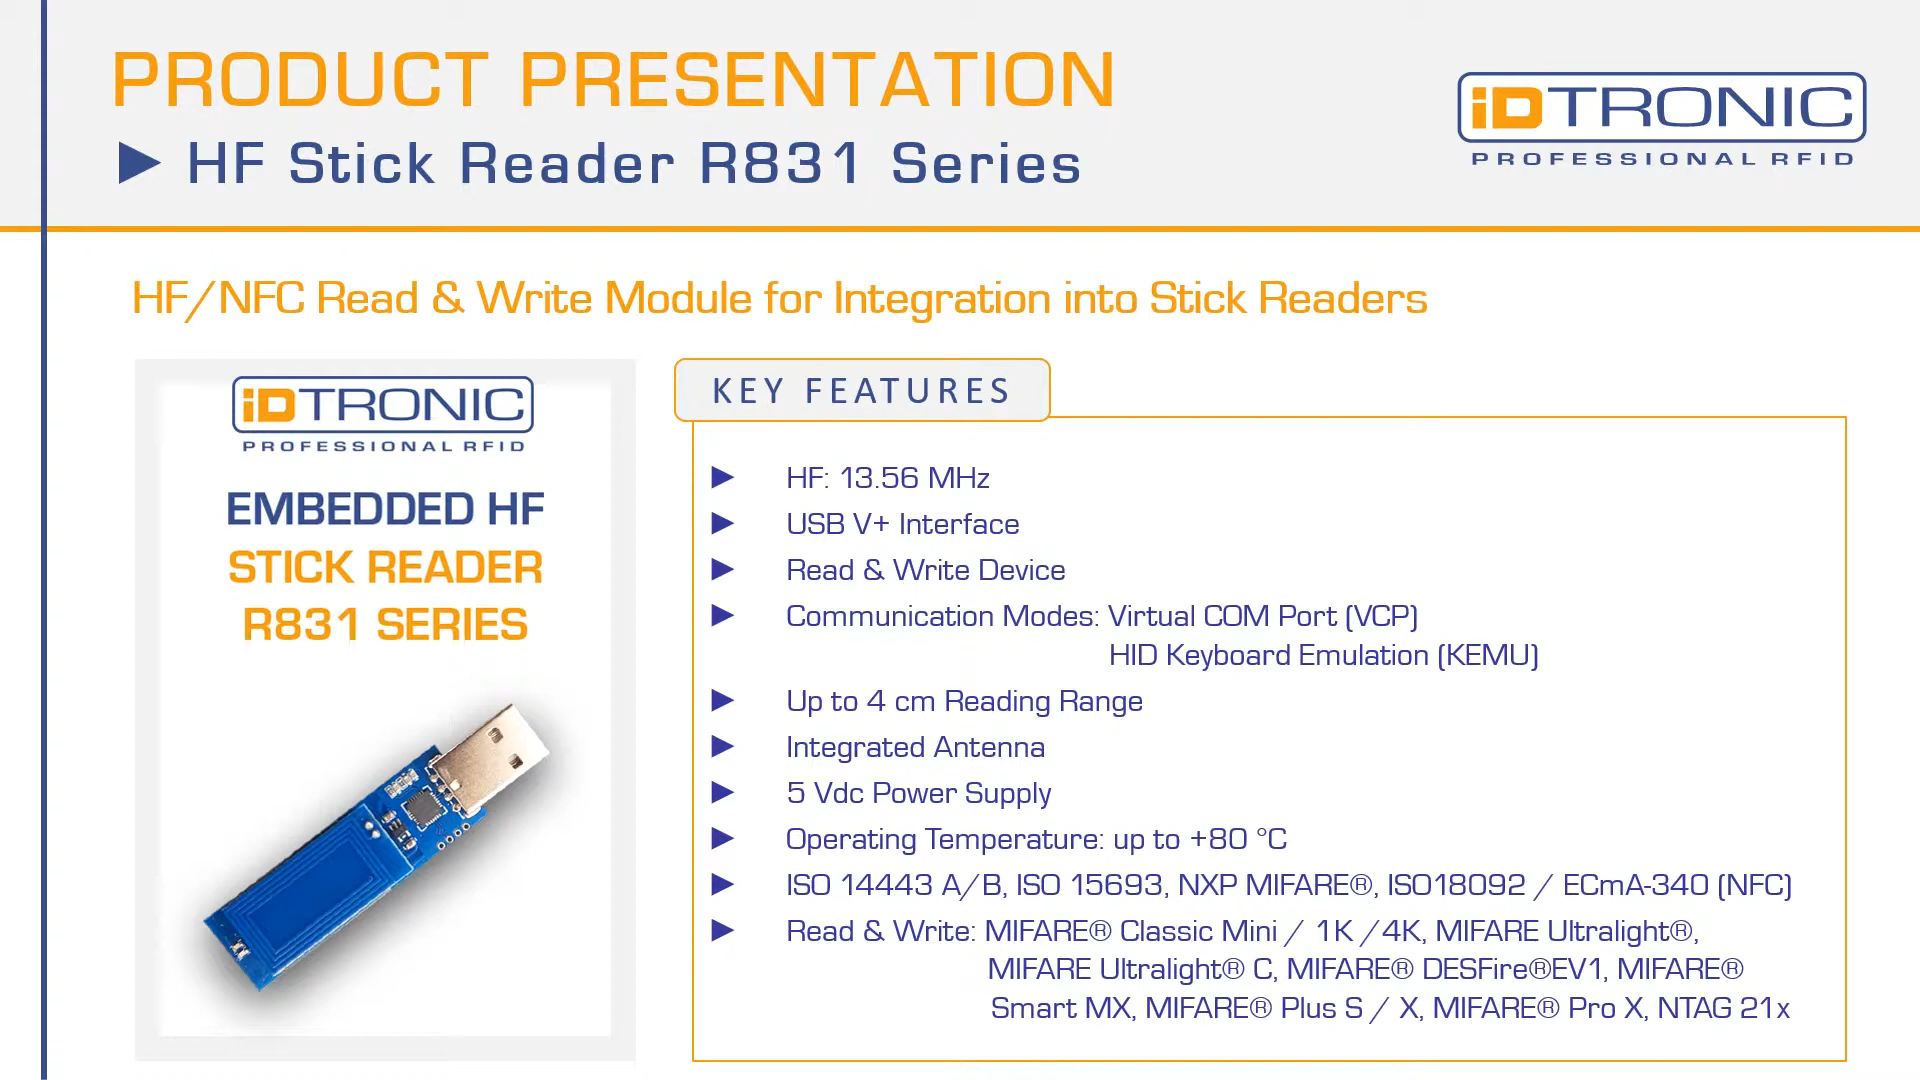 PRODUCT PRESENTATION
► HF Stick Reader R831 Series
iDTRONIC
PROFESSIONAL RFID
HF/NFC Read & Write Module for Integration into Stick Readers
iDTRONIC
PROFESSIONAL RFID
EMBEDDED HF
STICK READER
R831 SERIES
KEY FEATURES
► HF: 13.56 MHz
► USB V+ Interface
► Read & Write Device
► Communication Modes: Virtual COM Port (VCP)
HID Keyboard Emulation (KEMU)
► Up to 4 cm Reading Range
► Integrated Antenna
► 5 Vdc Power Supply
► Operating Temperature: up to +80 °C
► ISO 14443 A/B, ISO 15693, NXP MIFARE®, ISO18092 / ECmA-340 (NFC)
► Read & Write: MIFARE® Classic Mini / 1K /4K, MIFARE Ultralight®,
MIFARE Ultralight® C, MIFARE® DESFire®EV1, MIFARE®
Smart MX, MIFARE® Plus S / X, MIFARE® Pro X, NTAG 21x